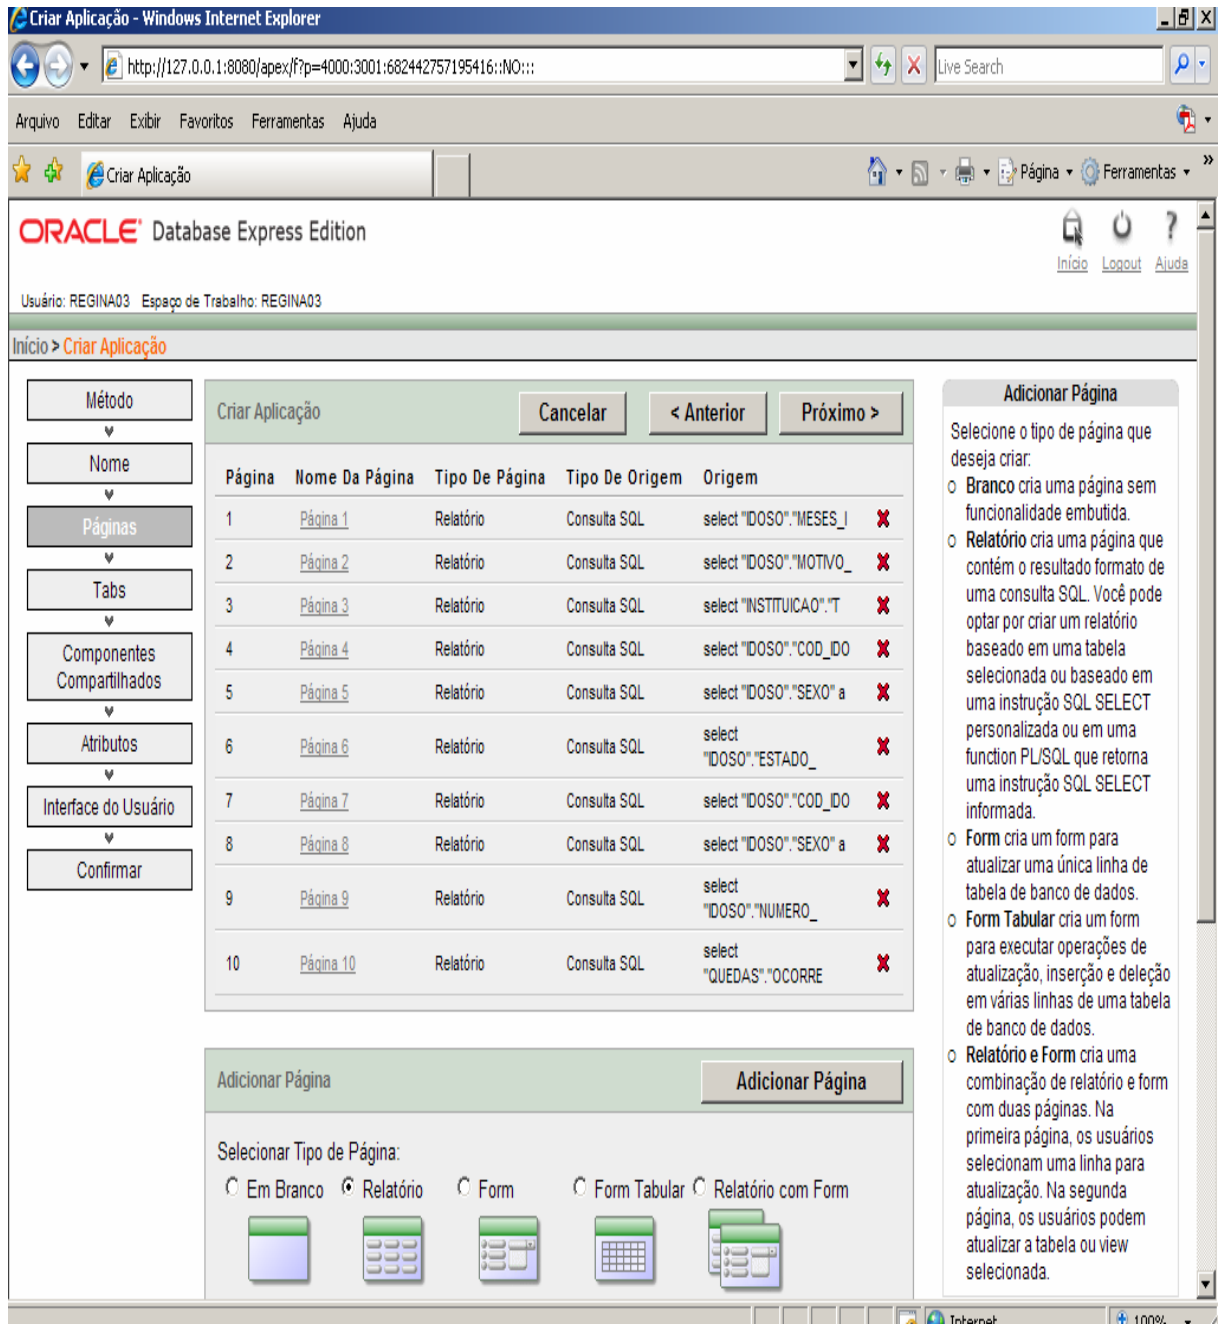 Criar Aplicação - Windows Internet Explorer
http://127.0.0.1:8080/apex/f?p=4000:3001:682442757195416::NO:::
Live Search
Arquivo Editar Exibir Favoritos Ferramentas Ajuda
Criar Aplicação
Página Ferramentas »
ORACLE Database Express Edition
Início Logout Ajuda
Usuário: REGINA03 Espaço de Trabalho: REGINA03
Início > Criar Aplicação
Método
Nome
Páginas
Tabs
Componentes
Compartilhados
Atributos
Interface do Usuário
Confirmar
Criar Aplicação Cancelar < Anterior Próximo >
Página Nome Da Página Tipo De Página Tipo De Origem Origem
1 Página 1 Relatório Consulta SQL select "IDOSO"."MESES_I
2 Página 2 Relatório Consulta SQL select "IDOSO"."MOTIVO_
3 Página 3 Relatório Consulta SQL select "INSTITUICAO"."T
4 Página 4 Relatório Consulta SQL select "IDOSO"."COD_IDO
5 Página 5 Relatório Consulta SQL select "IDOSO"."SEXO" a
6 Página 6 Relatório Consulta SQL select
"IDOSO"."ESTADO_
7 Página 7 Relatório Consulta SQL select "IDOSO"."COD_IDO
8 Página 8 Relatório Consulta SQL select "IDOSO"."SEXO" a
9 Página 9 Relatório Consulta SQL select
"IDOSO"."NUMERO_
10 Página 10 Relatório Consulta SQL select
"QUEDAS"."OCORRE
Adicionar Página Adicionar Página
Selecionar Tipo de Página:
Em Branco Relatório Form Form Tabular Relatório com Form
Adicionar Página
Selecione o tipo de página que
deseja criar:
o Branco cria uma página sem
funcionalidade embutida.
o Relatório cria uma página que
contém o resultado formato de
uma consulta SQL. Você pode
optar por criar um relatório
baseado em uma tabela
selecionada ou baseado em
uma instrução SQL SELECT
personalizada ou em uma
function PL/SQL que retorna
uma instrução SQL SELECT
informada.
o Form cria um form para
atualizar uma única linha de
tabela de banco de dados.
o Form Tabular cria um form
para executar operações de
atualização, inserção e deleção
em várias linhas de uma tabela
de banco de dados.
o Relatório e Form cria uma
combinação de relatório e form
com duas páginas. Na
primeira página, os usuários
selecionam uma linha para
atualização. Na segunda
página, os usuários podem
atualizar a tabela ou view
selecionada.
Internet 100%